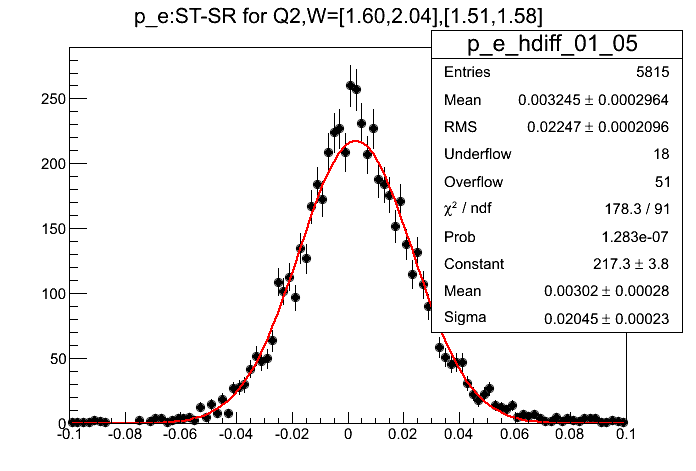 p_e:ST-SR for Q2,W=[1.60,2.04],[1.51,1.58]
p_e_hdiff_01_05
Entries 5815
Mean 0.003245 ± 0.0002964
RMS 0.02247 ± 0.0002096
Underflow 18
Overflow 51
χ² / ndf 178.3 / 91
Prob 1.283e-07
Constant 217.3 ± 3.8
Mean 0.00302 ± 0.00028
Sigma 0.02045 ± 0.00023
250
200
150
100
50
0
-0.1 -0.08 -0.06 -0.04 -0.02 0 0.02 0.04 0.06 0.08 0.1